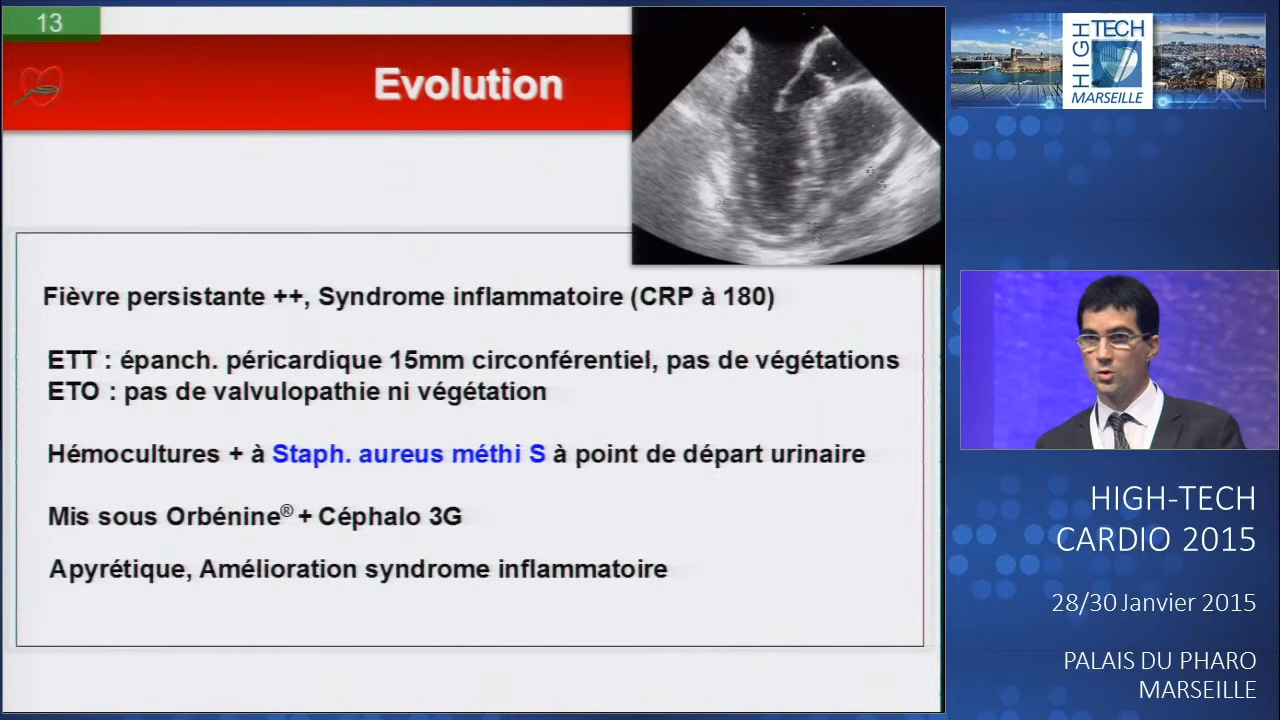 13
Evolution
Fièvre persistante ++, Syndrome inflammatoire (CRP à 180)
ETT : épanch. péricardique 15mm circonférentiel, pas de végétations
ETO : pas de valvulopathie ni végétation
Hémocultures + à Staph. aureus méthi S à point de départ urinaire
Mis sous Orbénine® + Céphalo 3G
Apyrétique, Amélioration syndrome inflammatoire
HIGH
TECH
MARSEILLE
HIGH-TECH
CARDIO 2015
28/30 Janvier 2015
PALAIS DU PHARO
MARSEILLE